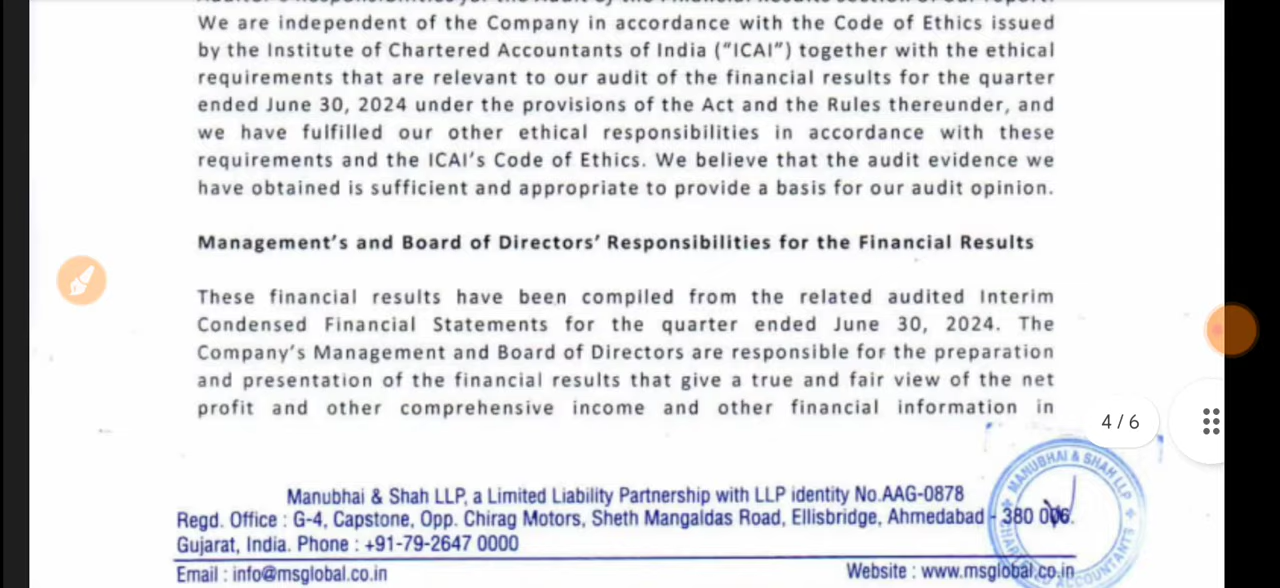 We are independent of the Company in accordance with the Code of Ethics issued
by the Institute of Chartered Accountants of India (“ICAI”) together with the ethical
requirements that are relevant to our audit of the financial results for the quarter
ended June 30, 2024 under the provisions of the Act and the Rules thereunder, and
we have fulfilled our other ethical responsibilities in accordance with these
requirements and the ICAI’s Code of Ethics. We believe that the audit evidence we
have obtained is sufficient and appropriate to provide a basis for our audit opinion.
Management’s and Board of Directors’ Responsibilities for the Financial Results
These financial results have been compiled from the related audited Interim
Condensed Financial Statements for the quarter ended June 30, 2024. The
Company’s Management and Board of Directors are responsible for the preparation
and presentation of the financial results that give a true and fair view of the net
profit and other comprehensive income and other financial information in
4 / 6
MANUBHAI & SHAH LLP
ACCOUNTANTS
Manubhai & Shah LLP, a Limited Liability Partnership with LLP identity No.AAG-0878
Regd. Office : G-4, Capstone, Opp. Chirag Motors, Sheth Mangaldas Road, Ellisbridge, Ahmedabad - 380 006.
Gujarat, India. Phone : +91-79-2647 0000
Email : info@msglobal.co.in
Website : www.msglobal.co.in